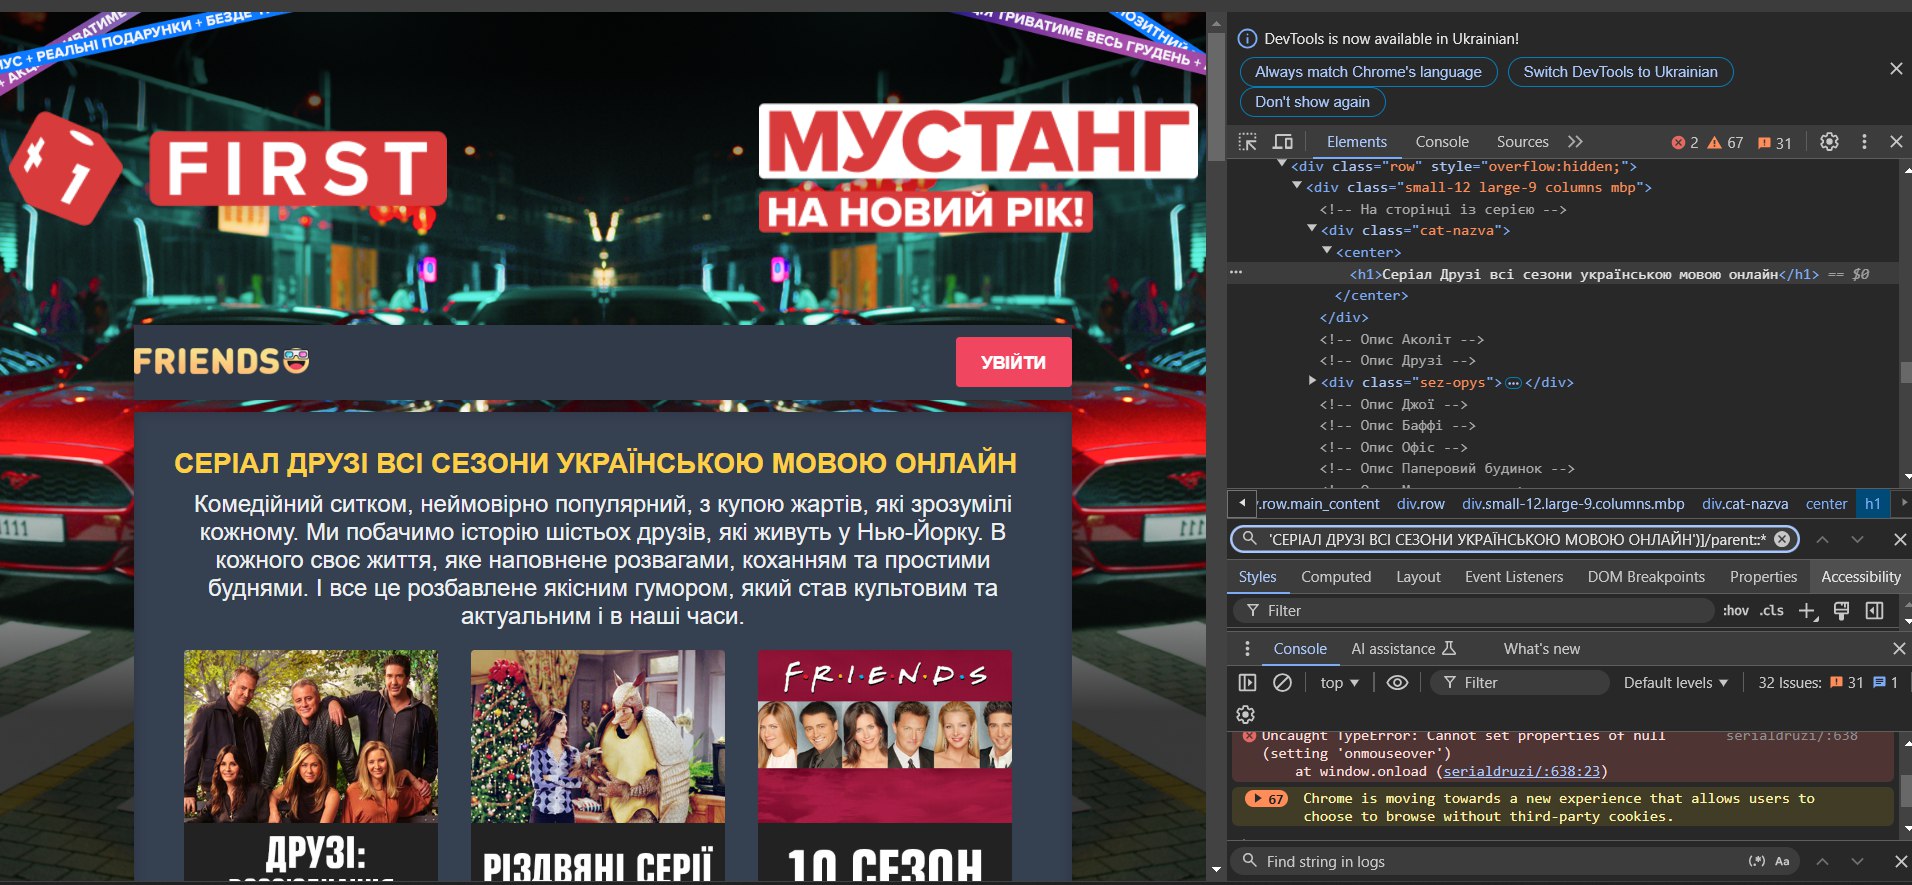 ИВАТИМЕ
НУС + РЕАЛЬНІ ПОДАРУНКИ + БЕЗДЕ
+ АКЦ
ІЯ ТРИВАТИМЕ ВЕСЬ ГРУДЕНЬ +
ПОЗИТНИЙ
x 1
FIRST
МУСТАНГ
НА НОВИЙ РІК!
1111
FRIENDS
УВІЙТИ
СЕРІАЛ ДРУЗІ ВСІ СЕЗОНИ УКРАЇНСЬКОЮ МОВОЮ ОНЛАЙН
Комедійний ситком, неймовірно популярний, з купою жартів, які зрозумілі
кожному. Ми побачимо історію шістьох друзів, які живуть у Нью-Йорку. В
кожного своє життя, яке наповнене розвагами, коханням та простими
буднями. І все це розбавлене якісним гумором, який став культовим та
актуальним і в наші часи.
F·R·I·E·N·D·S
ДРУЗІ:
РІЗДВЯНІ СЕРІЇ
10 СЕЗОН
DevTools is now available in Ukrainian!
Always match Chrome's language
Switch DevTools to Ukrainian
Don't show again
Elements Console Sources 2 67 31
<div class="row" style="overflow:hidden;">
<div class="small-12 large-9 columns mbp">
<!-- На сторінці із серією -->
<div class="cat-nazva">
<center>
<h1>Серіал Друзі всі сезони українською мовою онлайн</h1> == $0
</center>
</div>
<!-- Опис Аколіт -->
<!-- Опис Друзі -->
<div class="sez-opys">…</div>
<!-- Опис Джої -->
<!-- Опис Баффі -->
<!-- Опис Офіс -->
<!-- Опис Паперовий будинок -->
.row.main_content div.row div.small-12.large-9.columns.mbp div.cat-nazva center h1
'СЕРІАЛ ДРУЗІ ВСІ СЕЗОНИ УКРАЇНСЬКОЮ МОВОЮ ОНЛАЙН')]/parent::*
Styles Computed Layout Event Listeners DOM Breakpoints Properties Accessibility
Filter :hov .cls
Console AI assistance What's new
top Filter Default levels 32 Issues: 31 1
Uncaught TypeError: Cannot set properties of null serialdruzi/:638
(setting 'onmouseover')
at window.onload (serialdruzi/:638:23)
67 Chrome is moving towards a new experience that allows users to
choose to browse without third-party cookies.
Find string in logs (.*) Aa